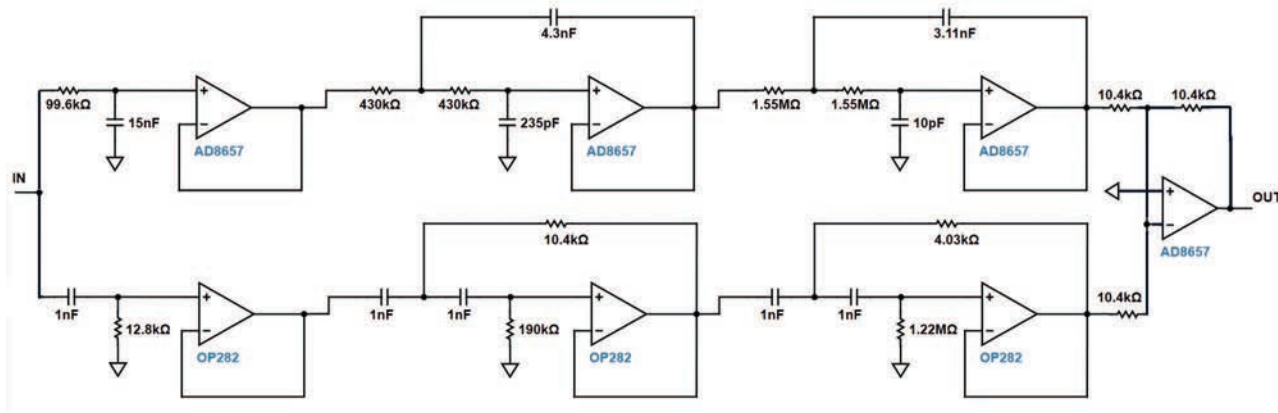 4.3nF
3.11nF
99.6kΩ
430kΩ
430kΩ
1.55MΩ
1.55MΩ
10.4kΩ
10.4kΩ
15nF
235pF
10pF
AD8657
AD8657
AD8657
IN
OUT
10.4kΩ
4.03kΩ
AD8657
1nF
1nF
1nF
1nF
1nF
10.4kΩ
12.8kΩ
190kΩ
1.22MΩ
OP282
OP282
OP282